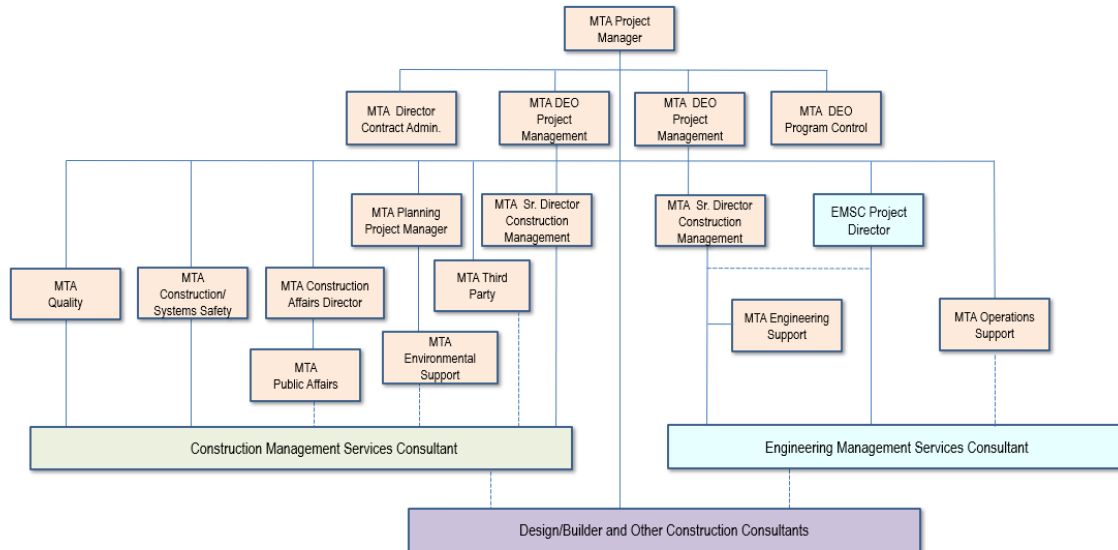 MTA Project
Manager
MTA Director
Contract Admin.
MTA DEO
Project
Management
MTA DEO
Project
Management
MTA DEO
Program Control
MTA Planning
Project Manager
MTA Sr. Director
Construction
Management
MTA Sr. Director
Construction
Management
EMSC Project
Director
MTA
Quality
MTA
Construction/
Systems Safety
MTA Construction
Affairs Director
MTA Third
Party
MTA Engineering
Support
MTA Operations
Support
MTA
Public Affairs
MTA
Environmental
Support
Construction Management Services Consultant
Engineering Management Services Consultant
Design/Builder and Other Construction Consultants